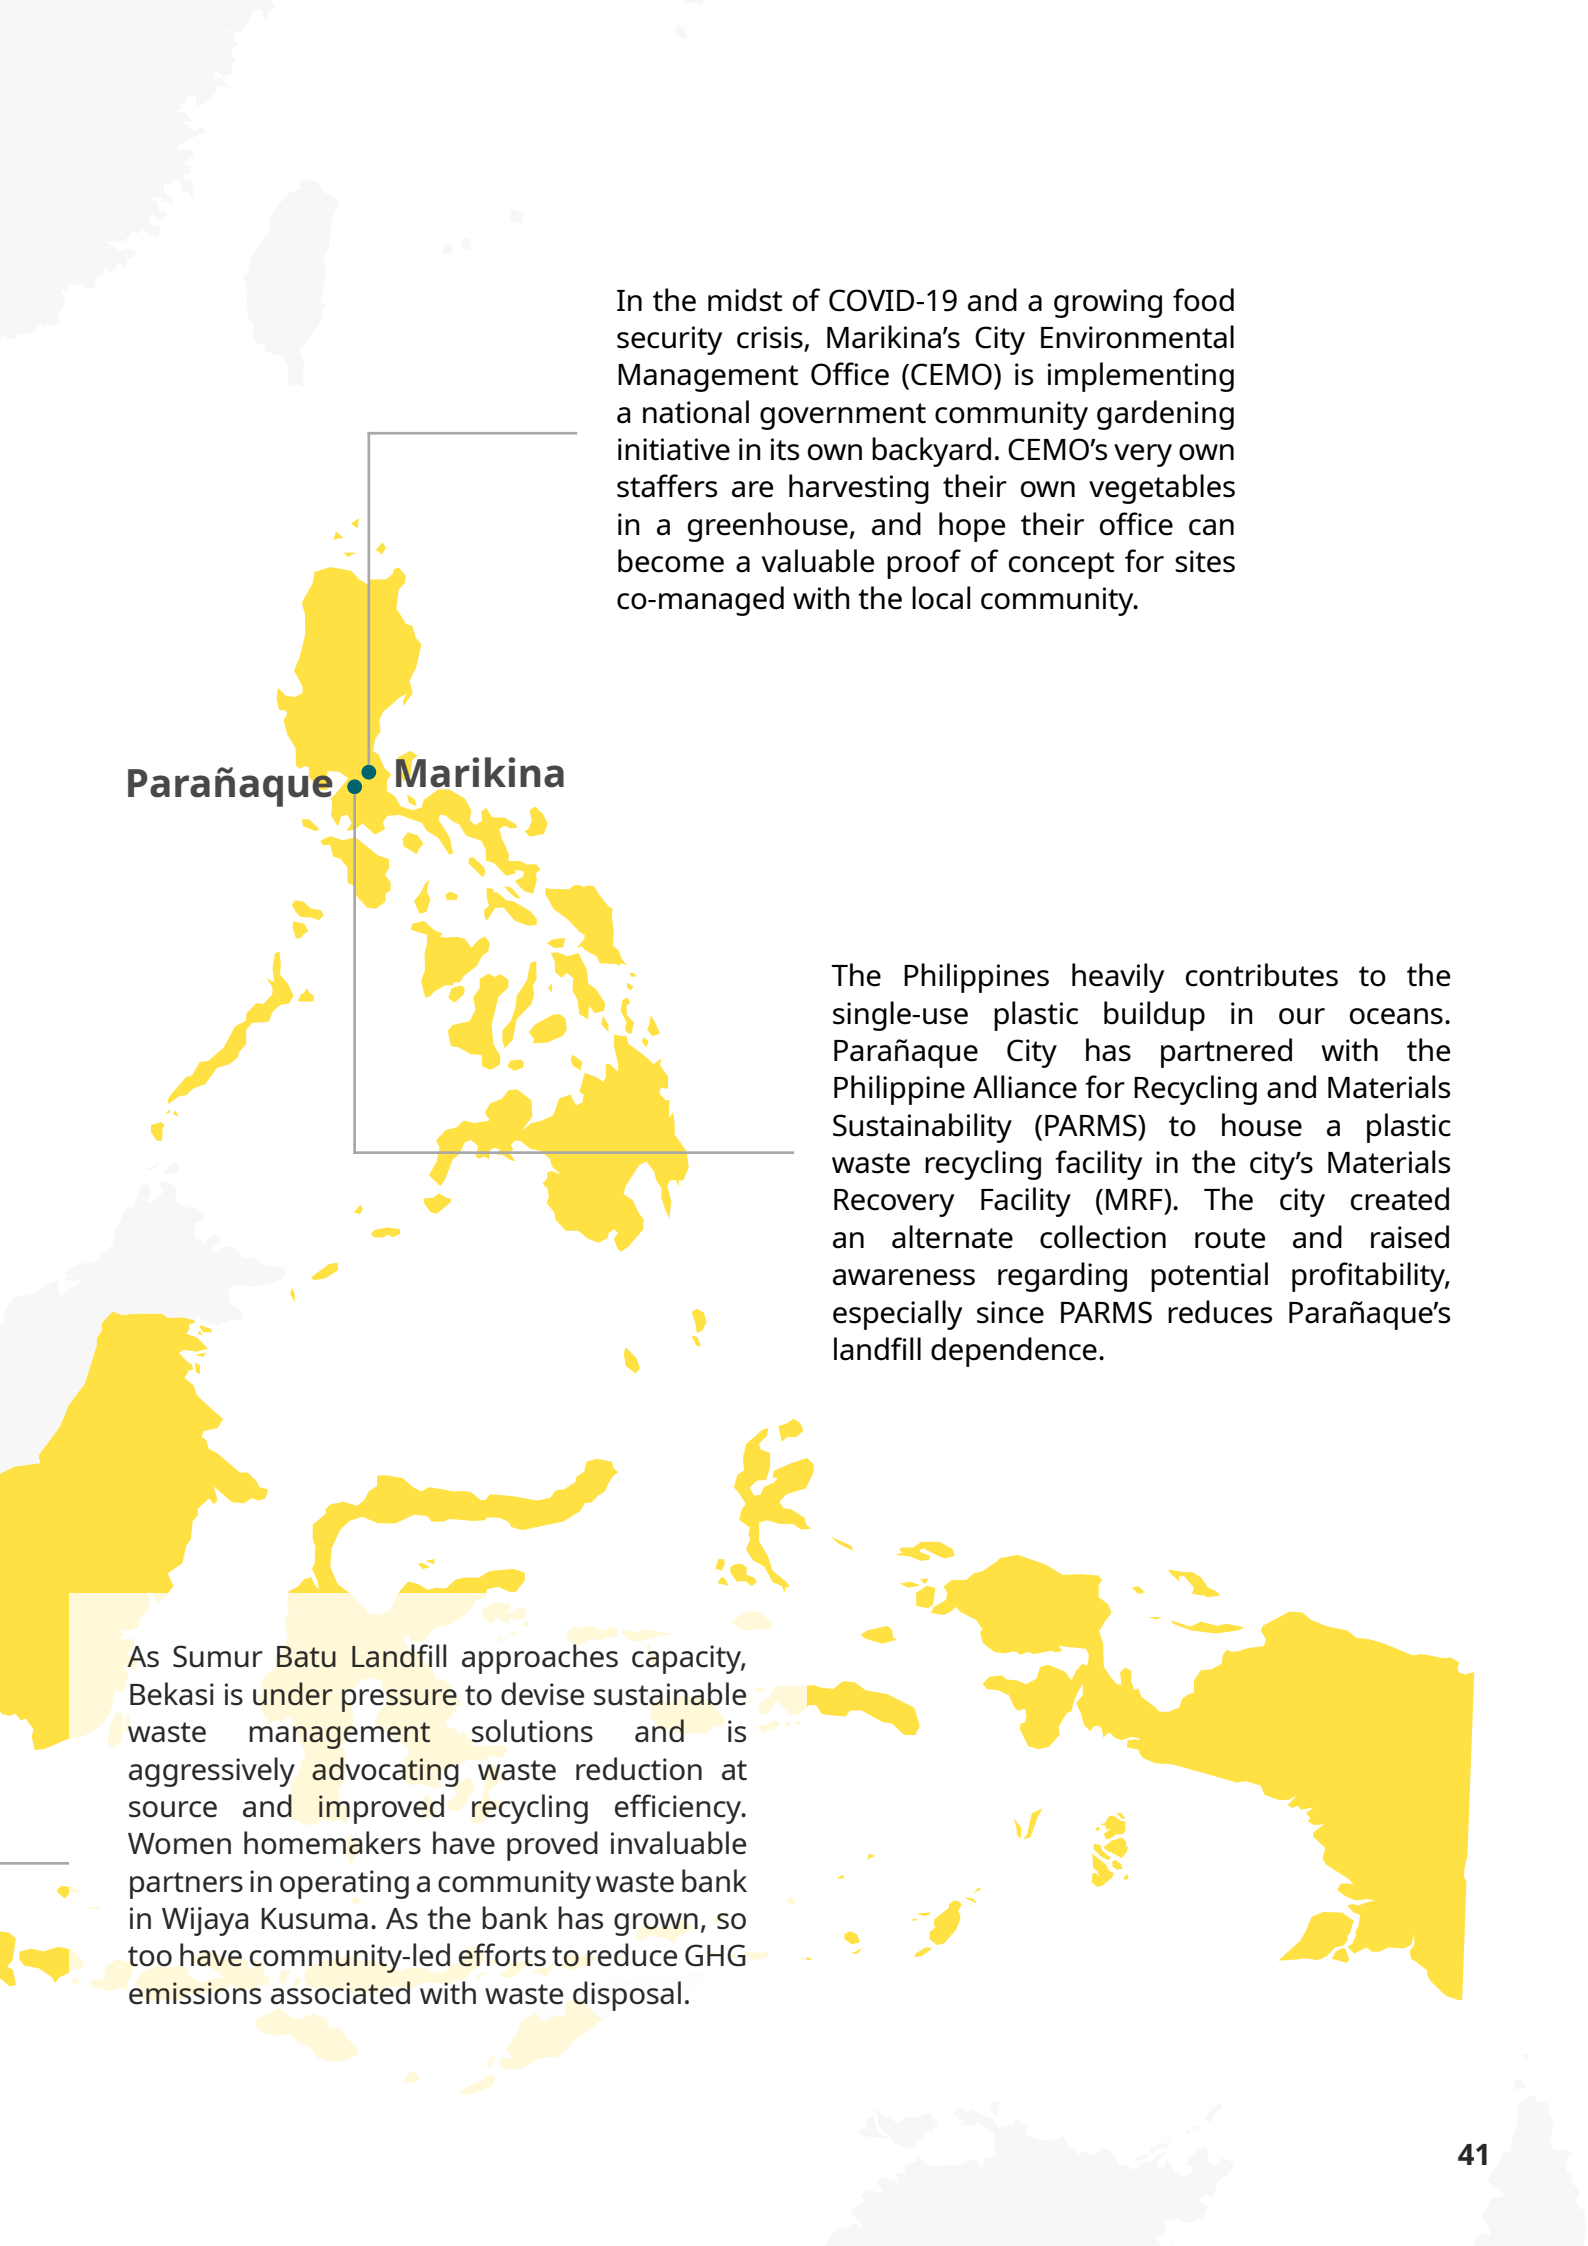 In the midst of COVID-19 and a growing food
security crisis, Marikina’s City Environmental
Management Office (CEMO) is implementing
a national government community gardening
initiative in its own backyard. CEMO’s very own
staffers are harvesting their own vegetables
in a greenhouse, and hope their office can
become a valuable proof of concept for sites
co-managed with the local community.
Parañaque
Marikina
The Philippines heavily contributes to the
single-use plastic buildup in our oceans.
Parañaque City has partnered with the
Philippine Alliance for Recycling and Materials
Sustainability (PARMS) to house a plastic
waste recycling facility in the city’s Materials
Recovery Facility (MRF). The city created
an alternate collection route and raised
awareness regarding potential profitability,
especially since PARMS reduces Parañaque’s
landfill dependence.
As Sumur Batu Landfill approaches capacity,
Bekasi is under pressure to devise sustainable
waste management solutions and is
aggressively advocating waste reduction at
source and improved recycling efficiency.
Women homemakers have proved invaluable
partners in operating a community waste bank
in Wijaya Kusuma. As the bank has grown, so
too have community-led efforts to reduce GHG
emissions associated with waste disposal.
41